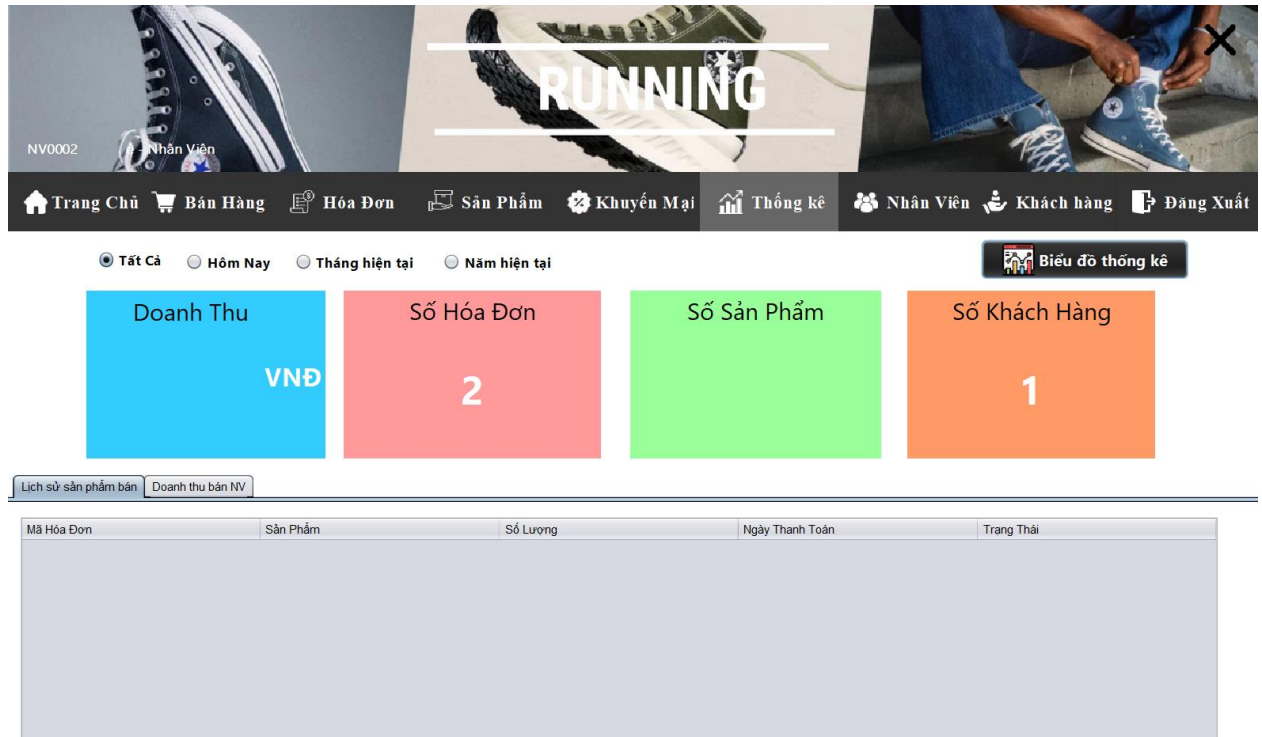 RUNNING
NV0002
- Nhân Viên
Trang Chủ Bán Hàng Hóa Đơn Sản Phẩm Khuyến Mại Thống kê Nhân Viên Khách hàng Đăng Xuất
Tất Cả Hôm Nay Tháng hiện tại Năm hiện tại Biểu đồ thống kê
Doanh Thu Số Hóa Đơn Số Sản Phẩm Số Khách Hàng
VNĐ 2 1
Lịch sử sản phẩm bán Doanh thu bán NV
Mã Hóa Đơn Sản Phẩm Số Lượng Ngày Thanh Toán Trạng Thái